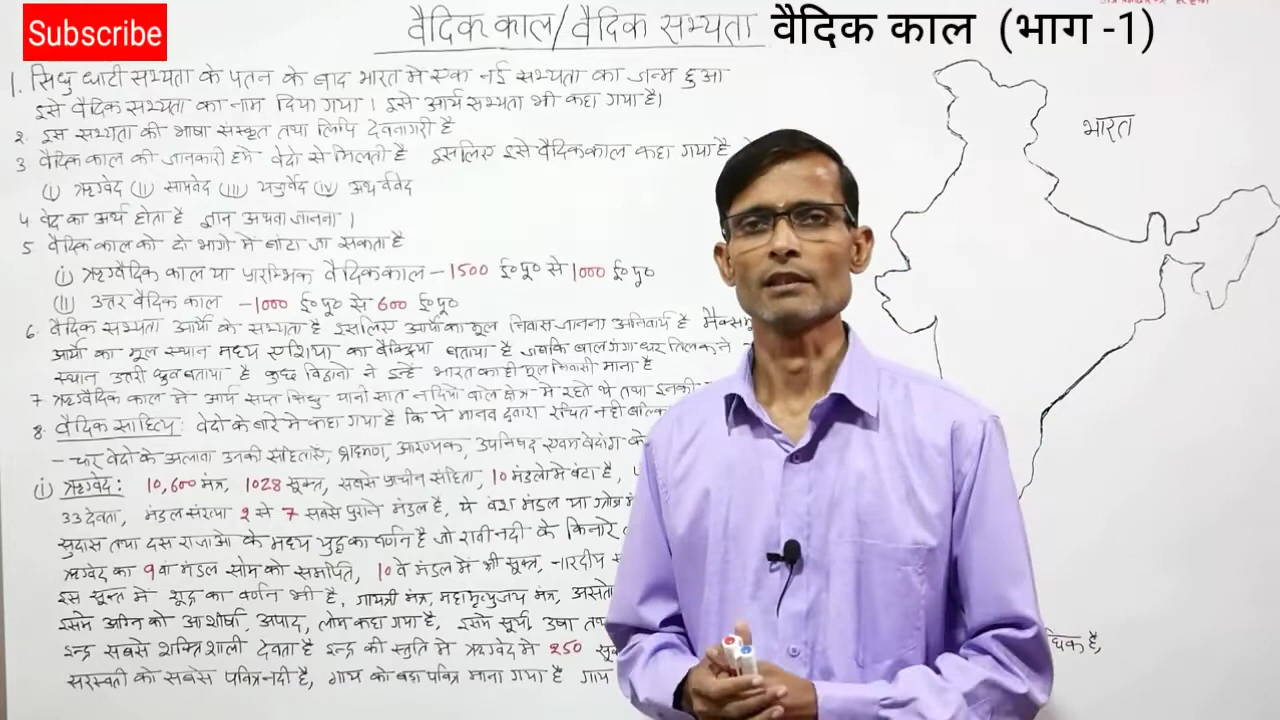 Subscribe
वैदिक काल/वैदिक सभ्यता वैदिक काल (भाग -1)
1. सिंधु घाटी सभ्यता के पतन के बाद भारत मे एक नई सभ्यता का जन्म हुआ
इसे वैदिक सभ्यता का नाम दिया गया। इसे आर्य सभ्यता भी कहा गया है।
भारत
2. इस सभ्यता की भाषा संस्कृत तथा लिपि देवनागरी है
3 वैदिक काल की जानकारी हमे वेदो से मिलती है इसलिए इसे वैदिककाल कहा गया है
(i) ऋग्वेद (ii) सामवेद (iii) यजुर्वेद (iv) अथर्ववेद
4 वेद का अर्थ होता है ज्ञान अथवा जानना।
5 वैदिक काल को दो भागो मे बांटा जा सकता है
(i) ऋग्वैदिक काल या प्रारम्भिक वैदिककाल – 1500 ई०पू० से 1000 ई०पू०
(ii) उत्तर वैदिक काल – 1000 ई०पू० से 600 ई०पू०
6. वैदिक सभ्यता आर्यो की सभ्यता है इसलिए आर्यो का मूल निवास जानना अनिवार्य है
आर्यो का मूल स्थान मध्य एशिया का बैक्ट्रिया बताया है जबकि बालगंगाधर तिलक ने
स्थान उत्तरी ध्रुव बताया है कुछ विद्वानो ने इन्हे भारत का ही मूल निवासी माना है
7 ऋग्वैदिक काल मे आर्य सप्त सिंधु यानी सात नदियो वाले क्षेत्र मे रहते थे तथा इनकी
8. वैदिक साहित्य: वेदो के बारे मे कहा गया है कि ये मानव द्वारा रचित नही बल्कि
– चार वेदो के अलावा उनकी संहिताएँ, ब्राह्मण, आरण्यक, उपनिषद एवम वेदांग को
(i) ऋग्वेद: 10,600 मंत्र, 1028 सूक्त, सबसे प्राचीन संहिता, 10 मंडलो मे बंटा है,
33 देवता, मंडल संख्या 2 से 7 सबसे पुराने मंडल है, ये वंश मंडल या गोत्र
सुदास तथा दस राजाओ के मध्य युद्ध का वर्णन है जो रावी नदी के किनारे
ऋग्वेद का 9वा मंडल सोम को समर्पित, 10 वे मंडल मे भी सूक्त, नारदीय
इस सूक्त मे शूद्र का वर्णन भी है, गायत्री मंत्र, महामृत्युंजय मंत्र, असतो
इसमे अग्नि को आशीर्षा, अपाद, लोम कहा गया है, इसमे सूर्य, उषा
इन्द्र सबसे शक्तिशाली देवता है इन्द्र की स्तुति मे ऋग्वेद मे 250 है,
सरस्वती को सबसे पवित्र नदी है, गाय को बड़ा पवित्र माना गया है गाय